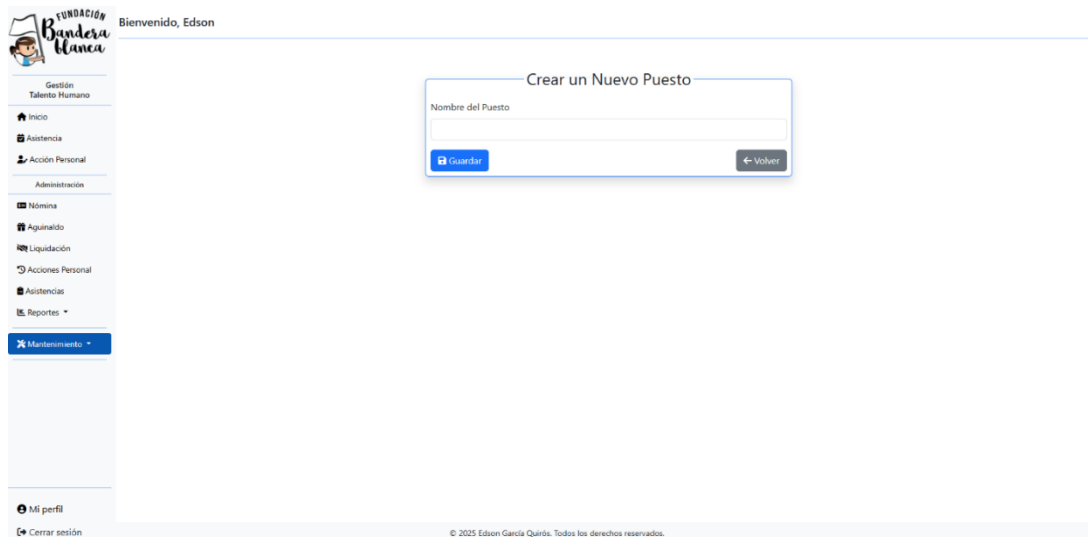 FUNDACIÓN
Bandera
blanca
Bienvenido, Edson
Gestión
Talento Humano
Inicio
Asistencia
Acción Personal
Administración
Nómina
Aguinaldo
Liquidación
Acciones Personal
Asistencias
Reportes
Mantenimiento
Mi perfil
Cerrar sesión
Crear un Nuevo Puesto
Nombre del Puesto
Guardar
Volver
© 2025 Edson García Quirós. Todos los derechos reservados.